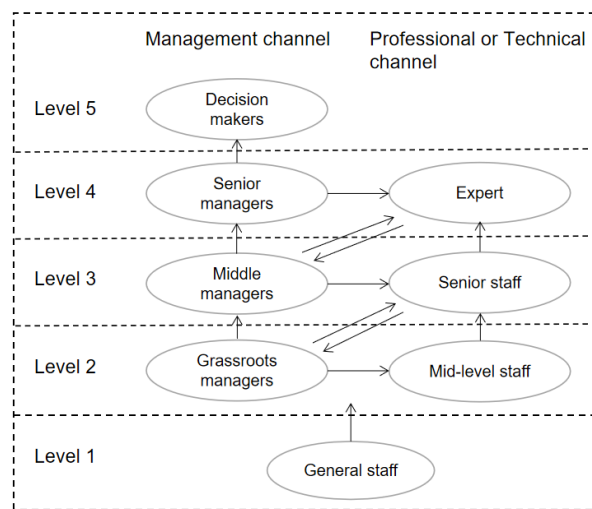 Management channel
Professional or Technical
channel
Level 5
Decision
makers
Level 4
Senior
managers
Expert
Level 3
Middle
managers
Senior staff
Level 2
Grassroots
managers
Mid-level staff
Level 1
General staff